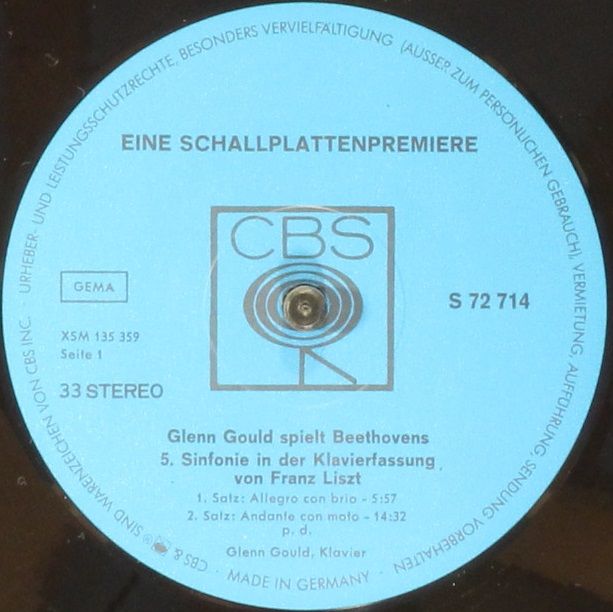 URHEBER- UND LEISTUNGSSCHUTZRECHTE, BESONDERS VERVIELFÄLTIGUNG (AUSSER ZUM PERSÖNLICHEN GEBRAUCH), VERMIETUNG, AUFFÜHRUNG, SENDUNG VORBEHALTEN
EINE SCHALLPLATTENPREMIERE
CBS
GEMA
S 72 714
XSM 135 359
Seite 1
33 STEREO
Glenn Gould spielt Beethovens
5. Sinfonie in der Klavierfassung
von Franz Liszt
1. Satz: Allegro con brio - 5:57
2. Satz: Andante con moto - 14:32
p. d.
Glenn Gould, Klavier
CBS & SIND WARENZEICHEN VON CBS INC. · MADE IN GERMANY ·